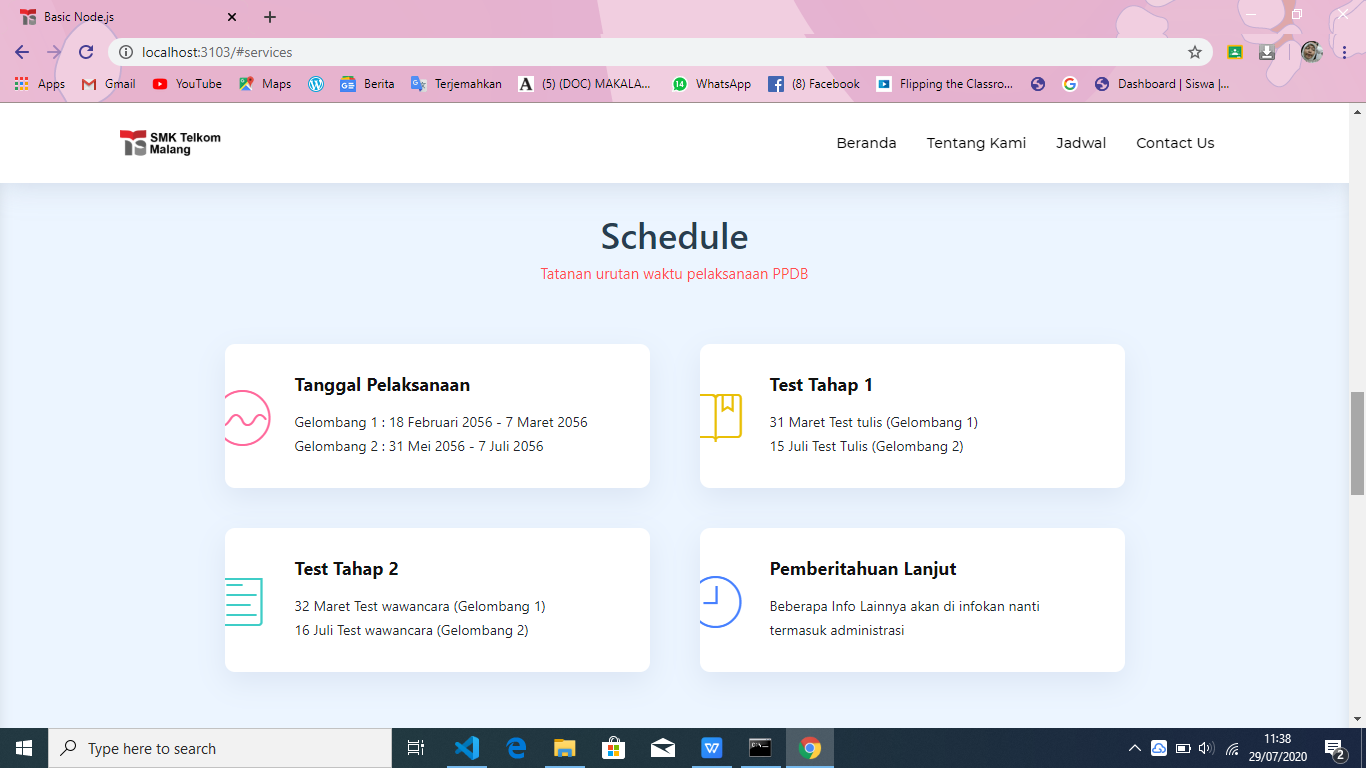 Basic Node.js
localhost:3103/#services
Apps Gmail YouTube Maps Berita Terjemahkan (5) (DOC) MAKALA... WhatsApp (8) Facebook Flipping the Classro... Dashboard | Siswa |...
SMK Telkom
Malang
Beranda Tentang Kami Jadwal Contact Us
Schedule
Tatanan urutan waktu pelaksanaan PPDB
Tanggal Pelaksanaan
Gelombang 1 : 18 Februari 2056 - 7 Maret 2056
Gelombang 2 : 31 Mei 2056 - 7 Juli 2056
Test Tahap 1
31 Maret Test tulis (Gelombang 1)
15 Juli Test Tulis (Gelombang 2)
Test Tahap 2
32 Maret Test wawancara (Gelombang 1)
16 Juli Test wawancara (Gelombang 2)
Pemberitahuan Lanjut
Beberapa Info Lainnya akan di infokan nanti
termasuk administrasi
Type here to search
11:38
29/07/2020
2